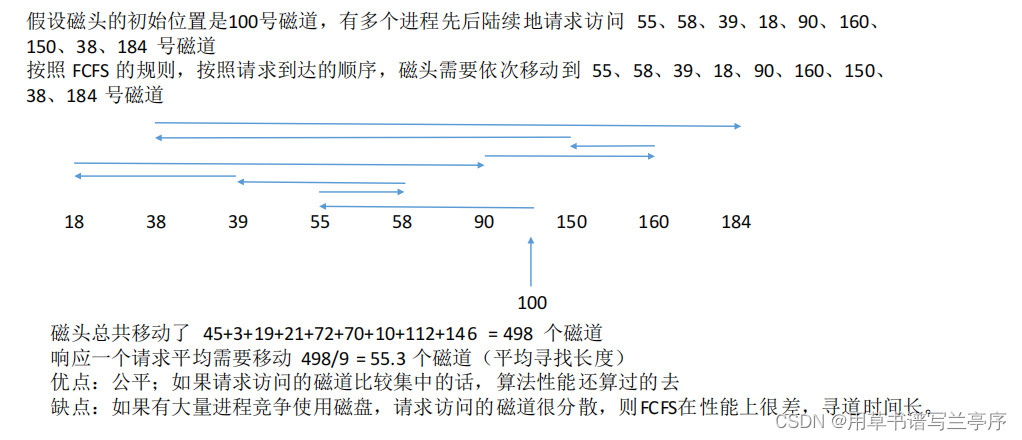 假设磁头的初始位置是100号磁道，有多个进程先后陆续地请求访问 55、58、39、18、90、160、
150、38、184 号磁道
按照 FCFS 的规则，按照请求到达的顺序，磁头需要依次移动到 55、58、39、18、90、160、150、
38、184 号磁道
18 38 39 55 58 90 150 160 184
100
磁头总共移动了 45+3+19+21+72+70+10+112+146 = 498 个磁道
响应一个请求平均需要移动 498/9 = 55.3 个磁道（平均寻找长度）
优点：公平；如果请求访问的磁道比较集中的话，算法性能还算过的去
缺点：如果有大量进程竞争使用磁盘，请求访问的磁道很分散，则FCFS在性能上很差，寻道时间长。
CSDN @用草书谱写兰亭序